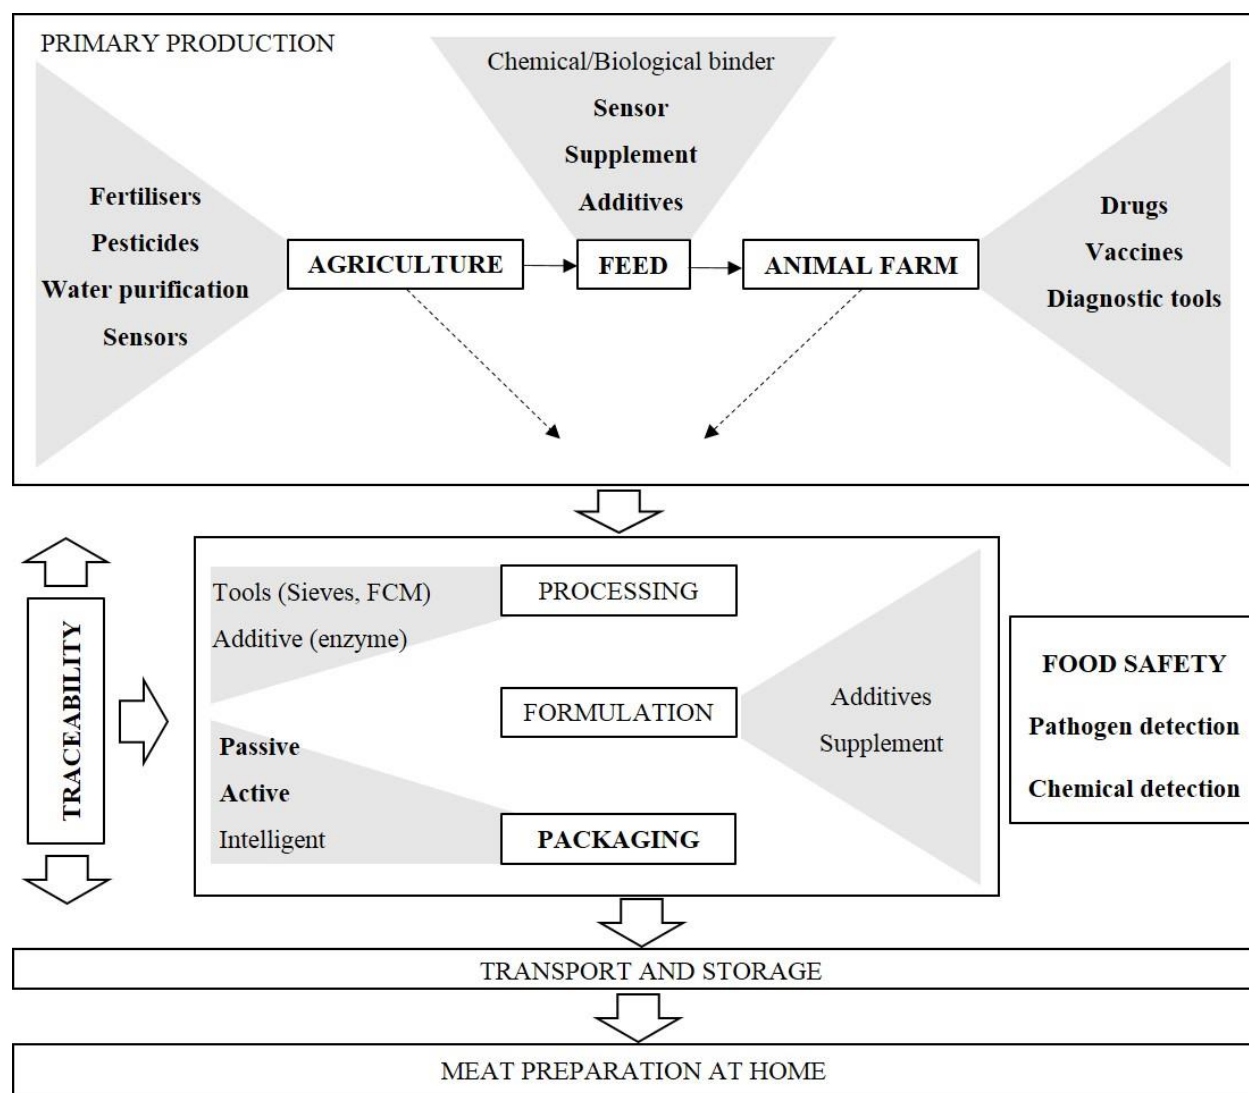 PRIMARY PRODUCTION
Chemical/Biological binder
Sensor
Supplement
Additives
Fertilisers
Pesticides
Water purification
Sensors
AGRICULTURE
FEED
ANIMAL FARM
Drugs
Vaccines
Diagnostic tools
TRACEABILITY
Tools (Sieves, FCM)
Additive (enzyme)
PROCESSING
FORMULATION
Additives
Supplement
Passive
Active
Intelligent
PACKAGING
FOOD SAFETY
Pathogen detection
Chemical detection
TRANSPORT AND STORAGE
MEAT PREPARATION AT HOME